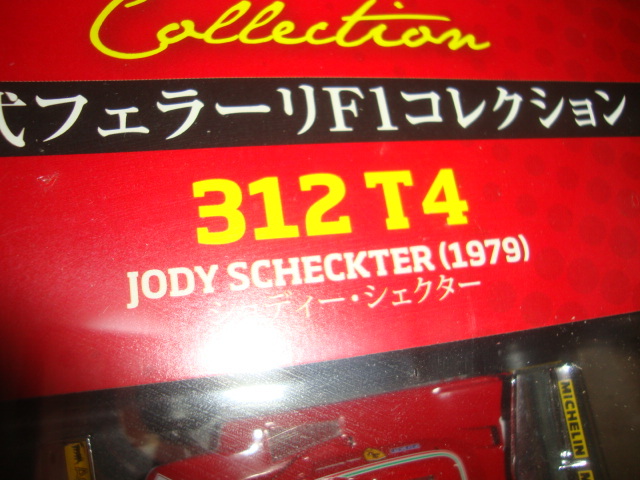 Collection
代フェラーリF1コレクション
312 T4
JODY SCHECKTER (1979)
ディー・シェクター
MICHELIN